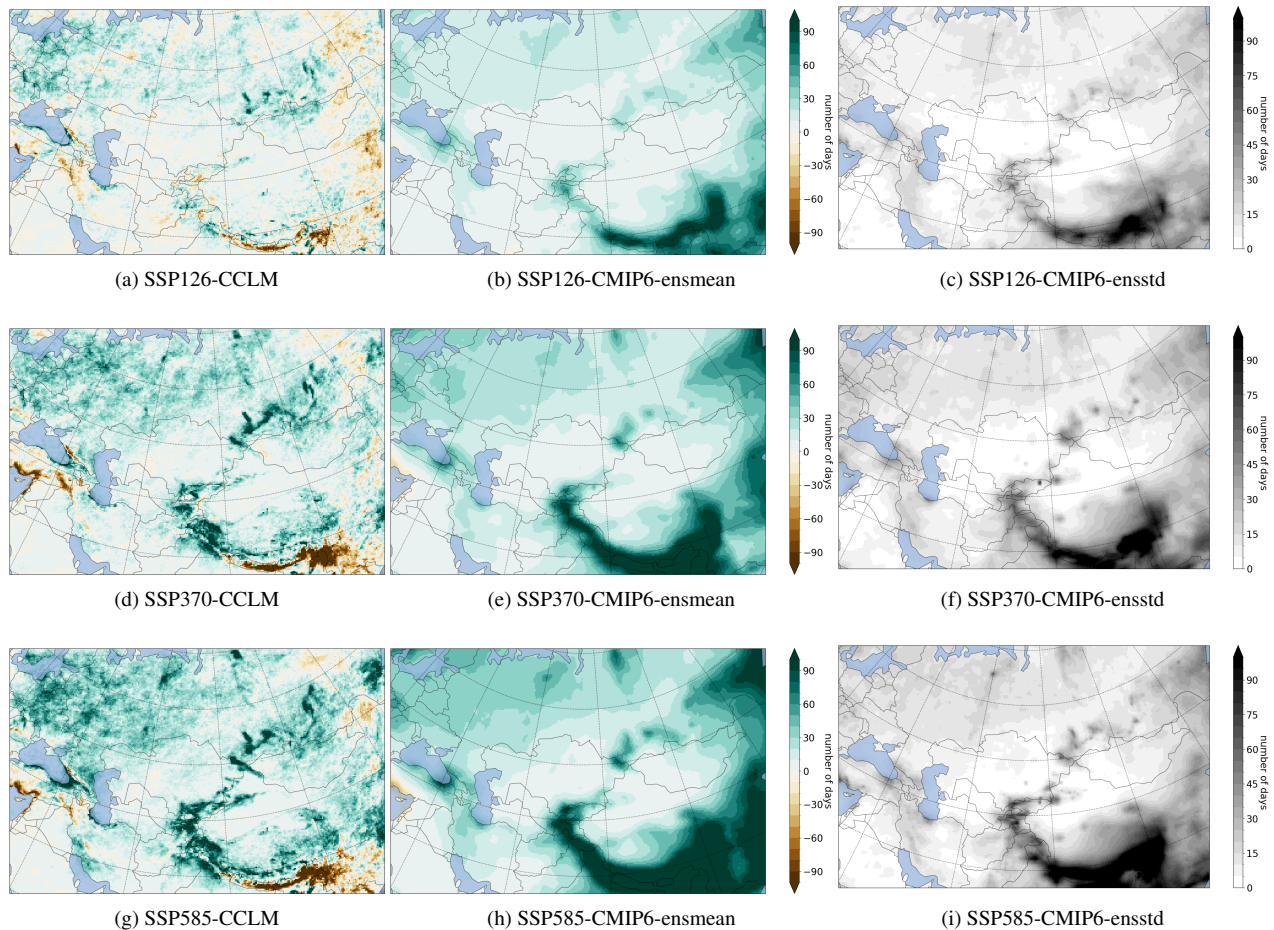 90
60
30
0
−30
−60
−90
number of days
90
75
60
45
30
15
0
number of days
(a) SSP126-CCLM
(b) SSP126-CMIP6-ensmean
(c) SSP126-CMIP6-ensstd
90
60
30
0
−30
−60
−90
number of days
90
75
60
45
30
15
0
number of days
(d) SSP370-CCLM
(e) SSP370-CMIP6-ensmean
(f) SSP370-CMIP6-ensstd
90
60
30
0
−30
−60
−90
number of days
90
75
60
45
30
15
0
number of days
(g) SSP585-CCLM
(h) SSP585-CMIP6-ensmean
(i) SSP585-CMIP6-ensstd